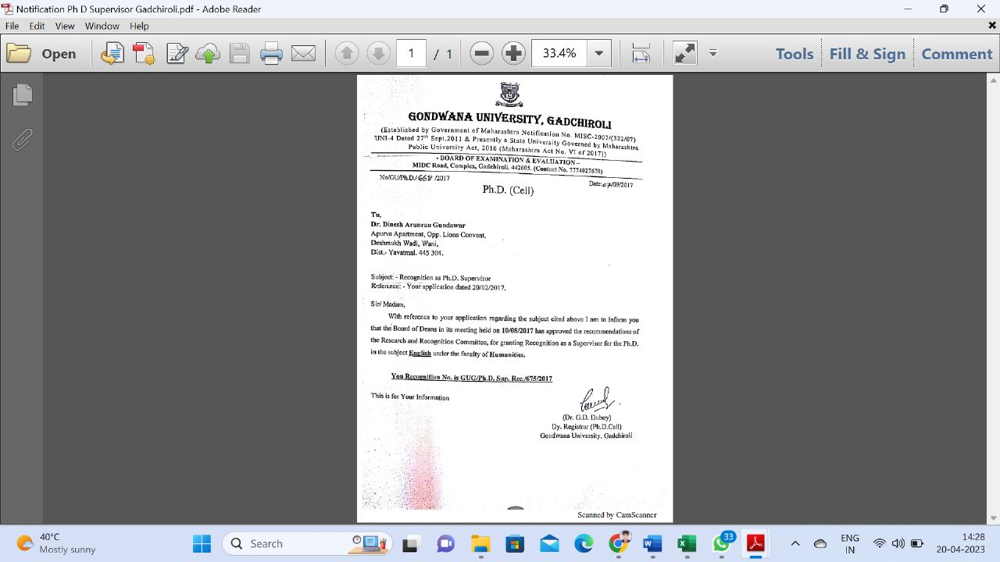 Notification Ph D Supervisor Gadchiroli.pdf - Adobe Reader
File Edit View Window Help
Open
1 / 1
33.4%
Tools Fill & Sign Comment
GONDWANA UNIVERSITY, GADCHIROLI
(Established by Government of Maharashtra Notification No. MISC-2007/(322/07)
UNI-4 Dated 27th Sept.2011 & Presently a State University Governed by Maharashtra
Public University Act, 2016 (Moharashtra Act No. VI of 2017))
- BOARD OF EXAMINATION & EVALUATION -
MIDC Road, Complex, Gadchiroli. 442605. (Contact No. 7774027670)
No/GU/Ph.D./668 /2017
Date:07/09/2017
Ph.D. (Cell)
To,
Dr. Dinesh Arunrao Gundawar
Apurva Apartment, Opp. Lions Convent,
Deshmukh Wadi, Wani,
Dist.- Yavatmal. 445 304.
Subject: - Recognition as Ph.D. Supervisor
Reference: - Your application dated 20/02/2017.
Sir/ Madam,
With reference to your application regarding the subject cited above I am to inform you
that the Board of Deans in its meeting held on 10/08/2017 has approved the recommendations of
the Research and Recognition Committee, for granting Recognition as a Supervisor for the Ph.D.
in the subject English under the faculty of Humanities.
You Recognition No. is GUG/Ph.D. Sup. Rec./675/2017
This is for Your Information
(Dr. G.D. Dubey)
Dy. Registrar (Ph.D.Cell)
Gondwana University, Gadchiroli
Scanned by CamScanner
40°C
Mostly sunny
Search
33
ENG
IN
14:28
20-04-2023